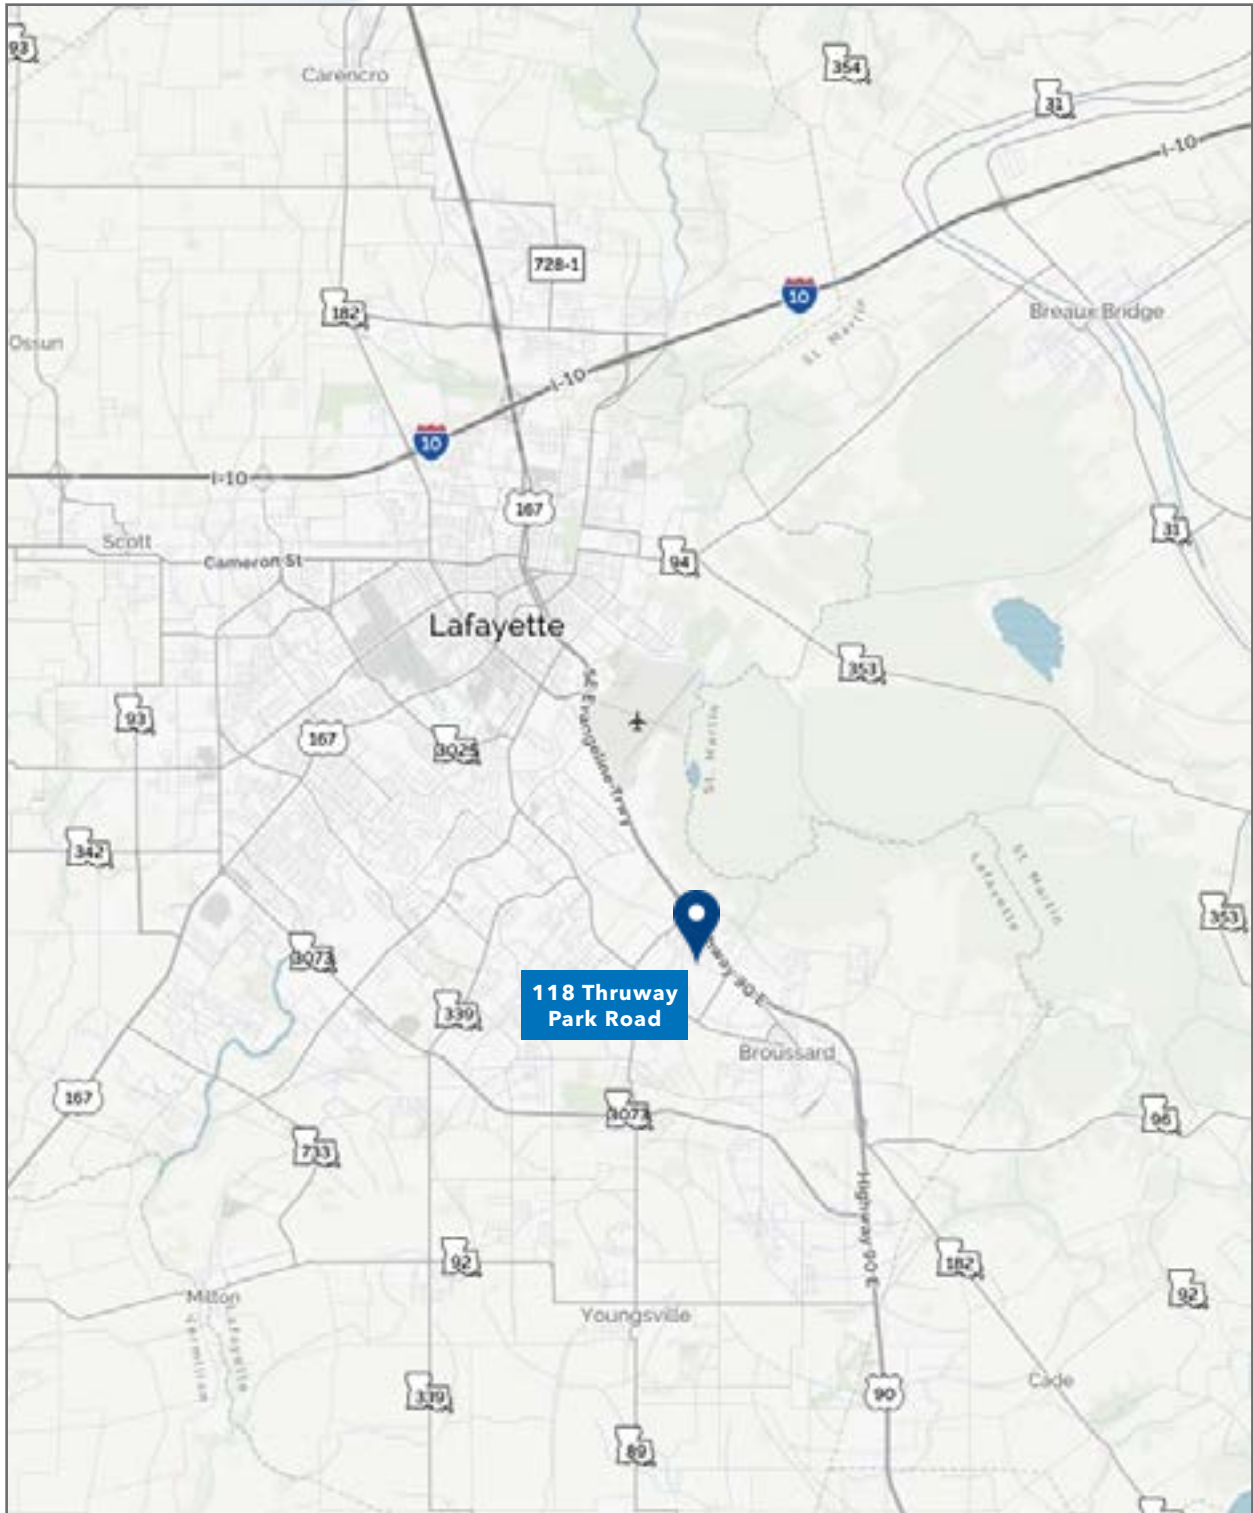 93
Carencro
354
31
I-10
728-1
10
182
St. Martin
Breaux Bridge
Ossun
I-10
10
I-10
167
31
Scott
Cameron St
94
Lafayette
353
93
167
3025
SE Evangeline Trwy
St. Martin
342
St. Martin
Lafayette
353
3073
118 Thruway
Park Road
339
90 E
Broussard
167
3073
96
733
Highway 90 E
92
182
92
Milton
Lafayette
Vermilion
Youngsville
339
90
Cade
89